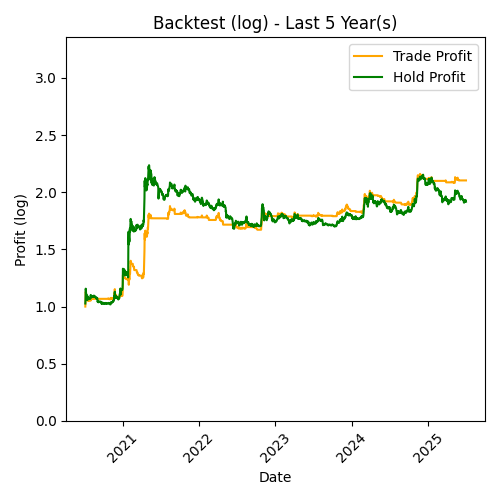 Backtest (log) - Last 5 Year(s)
Trade Profit
Hold Profit
Profit (log)
3.0
2.5
2.0
1.5
1.0
0.5
0.0
2021
2022
2023
2024
2025
Date